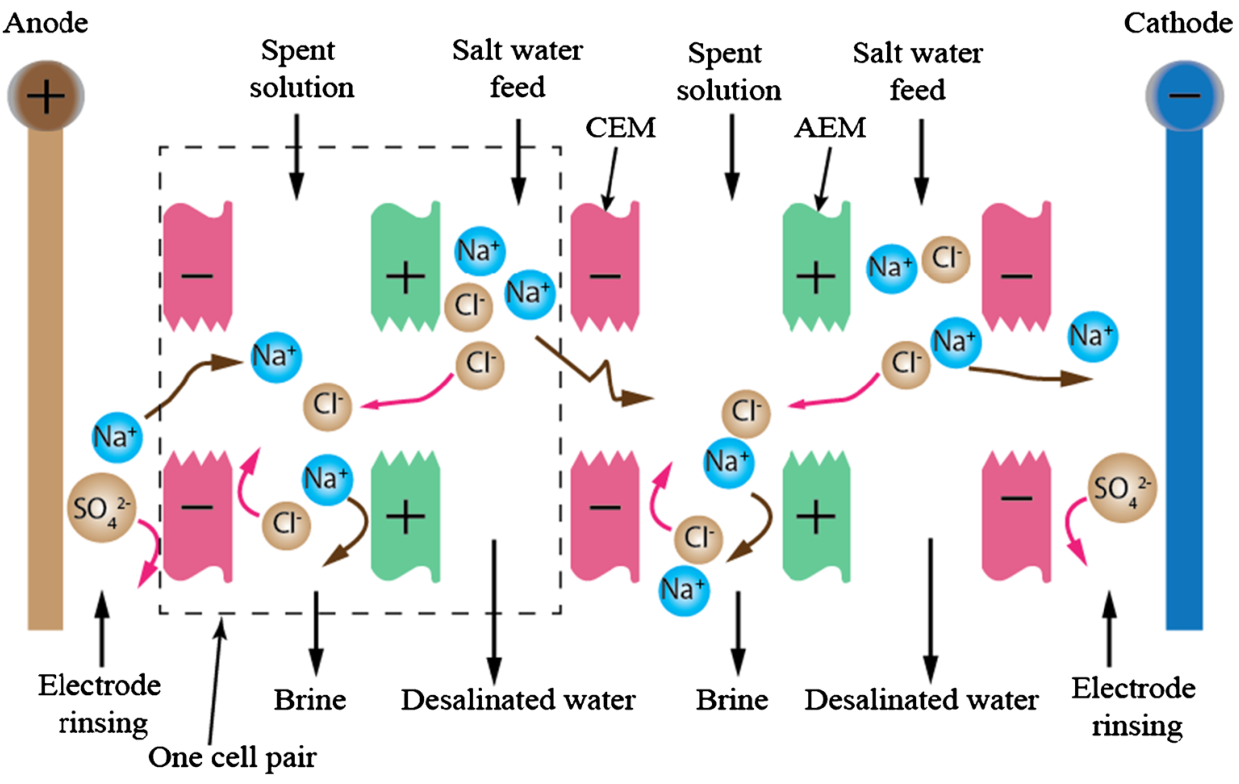 Anode
Cathode
Spent
solution
Salt water
feed
Spent
solution
Salt water
feed
CEM
AEM
+
−
−
+
−
+
−
Na⁺
Cl⁻
Na⁺
Cl⁻
Na⁺
Cl⁻
Na⁺
Cl⁻
Na⁺
Na⁺
Cl⁻
Cl⁻
Na⁺
Na⁺
SO₄²⁻
Na⁺
Cl⁻
−
+
−
+
−
Cl⁻
Na⁺
SO₄²⁻
Electrode
rinsing
Brine
Desalinated water
Brine
Desalinated water
Electrode
rinsing
One cell pair